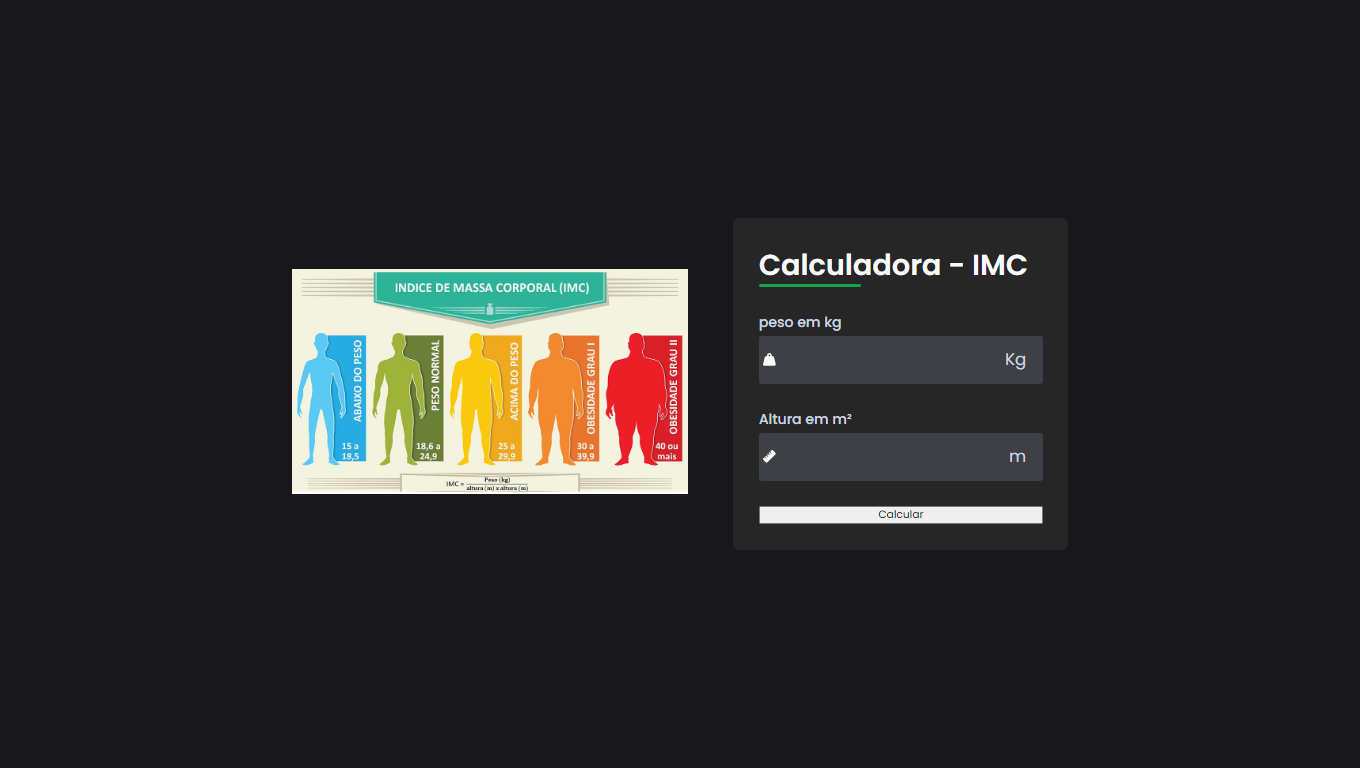 INDICE DE MASSA CORPORAL (IMC)
ABAIXO DO PESO
15 a
18,5
PESO NORMAL
18,6 a
24,9
ACIMA DO PESO
25 a
29,9
OBESIDADE GRAU I
30 a
39,9
OBESIDADE GRAU II
40 ou
mais
IMC = Peso (kg)
altura (m) x altura (m)
Calculadora - IMC
peso em kg
Kg
Altura em m²
m
Calcular